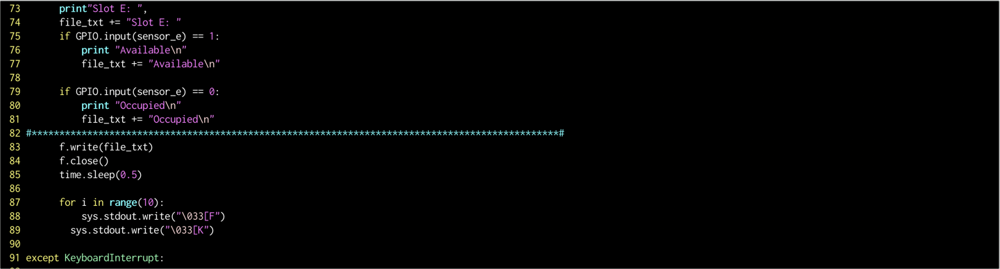 73       print"Slot E: ",
74       file_txt += "Slot E: "
75       if GPIO.input(sensor_e) == 1:
76           print "Available\n"
77           file_txt += "Available\n"
78
79       if GPIO.input(sensor_e) == 0:
80           print "Occupied\n"
81           file_txt += "Occupied\n"
82 #***********************************************************************************************#
83       f.write(file_txt)
84       f.close()
85       time.sleep(0.5)
86
87       for i in range(10):
88           sys.stdout.write("\033[F")
89         sys.stdout.write("\033[K")
90
91 except KeyboardInterrupt: